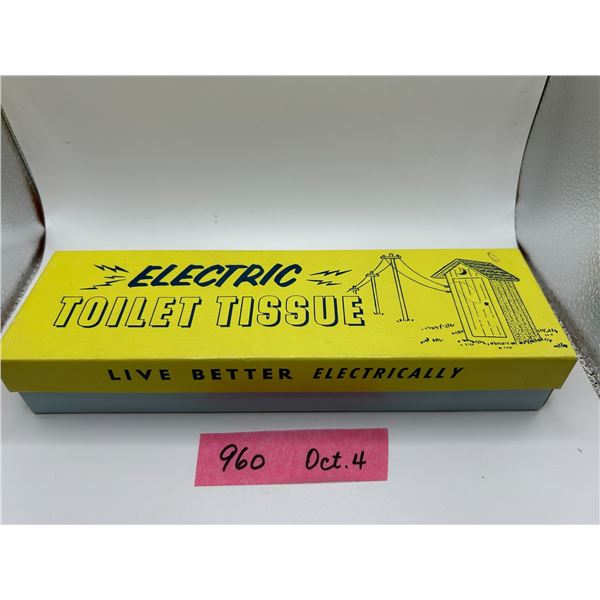 ELECTRIC
TOILET TISSUE
LIVE BETTER ELECTRICALLY
960 Oct. 4